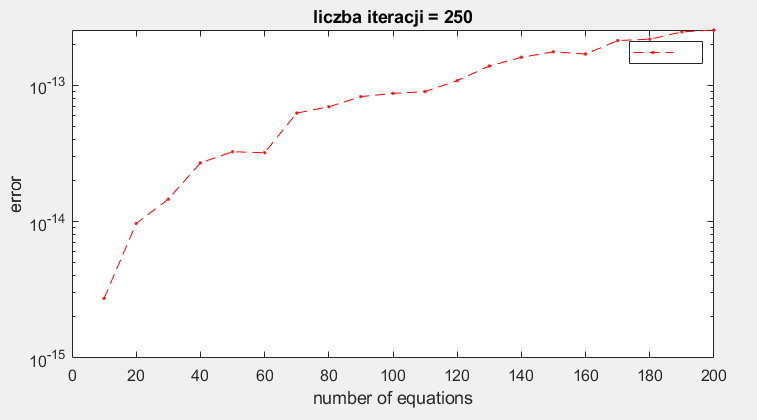 liczba iteracji = 250
10^-13
10^-14
10^-15
error
0 20 40 60 80 100 120 140 160 180 200
number of equations